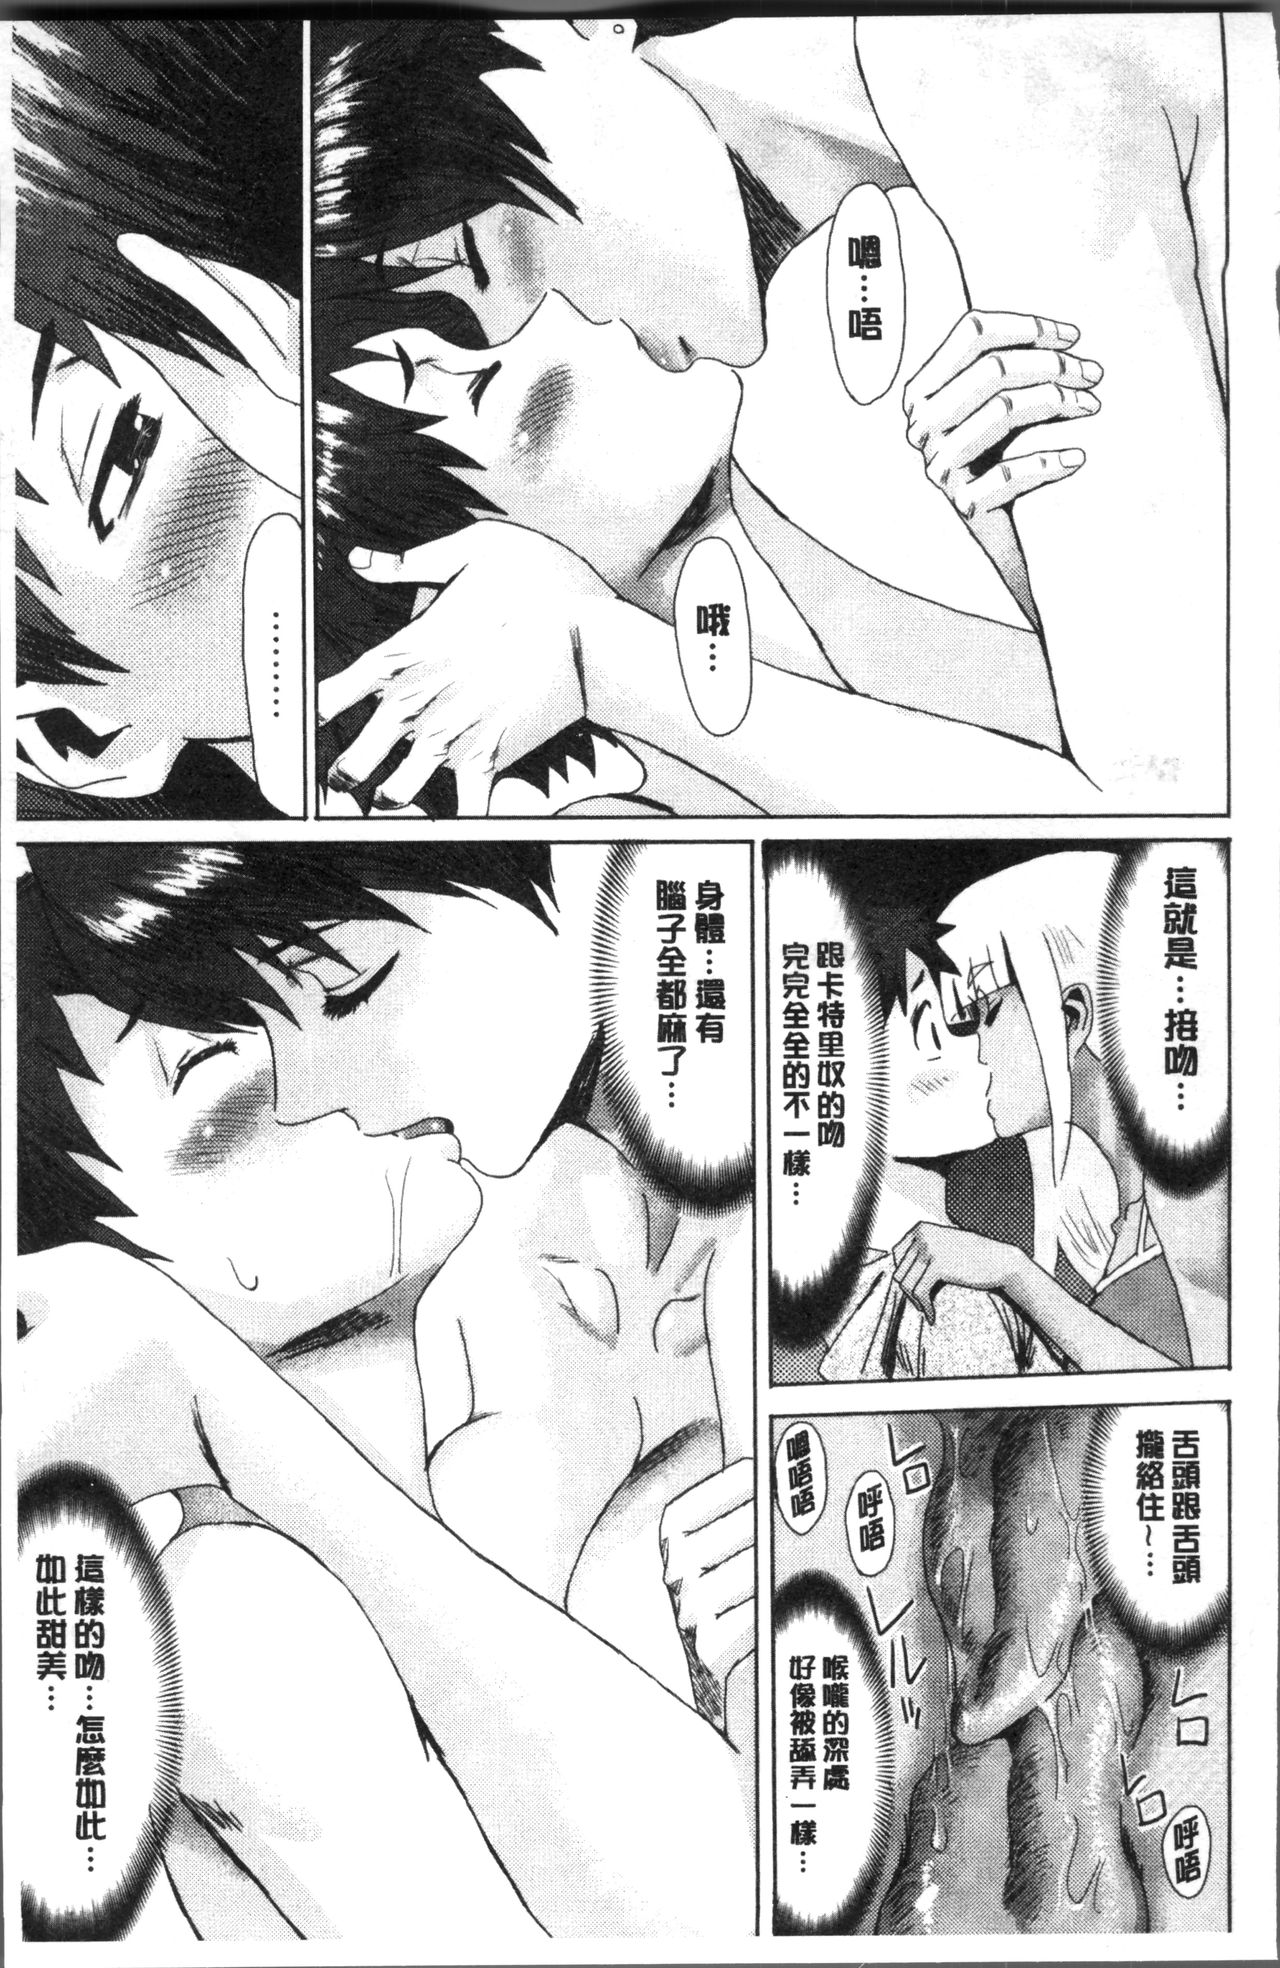 嗯…唔
哦…
………
這就是…接吻…
跟卡特里奴的吻
完完全全的不一樣…
舌頭跟舌頭
攏絡住～…
嗯唔唔
呼唔
喉嚨的深處
好像被舔弄一樣…
呼唔
レロ
レルッ
レロ
レロ
身體…還有
腦子全都麻了…
這樣的吻…怎麼如此…
如此甜美…